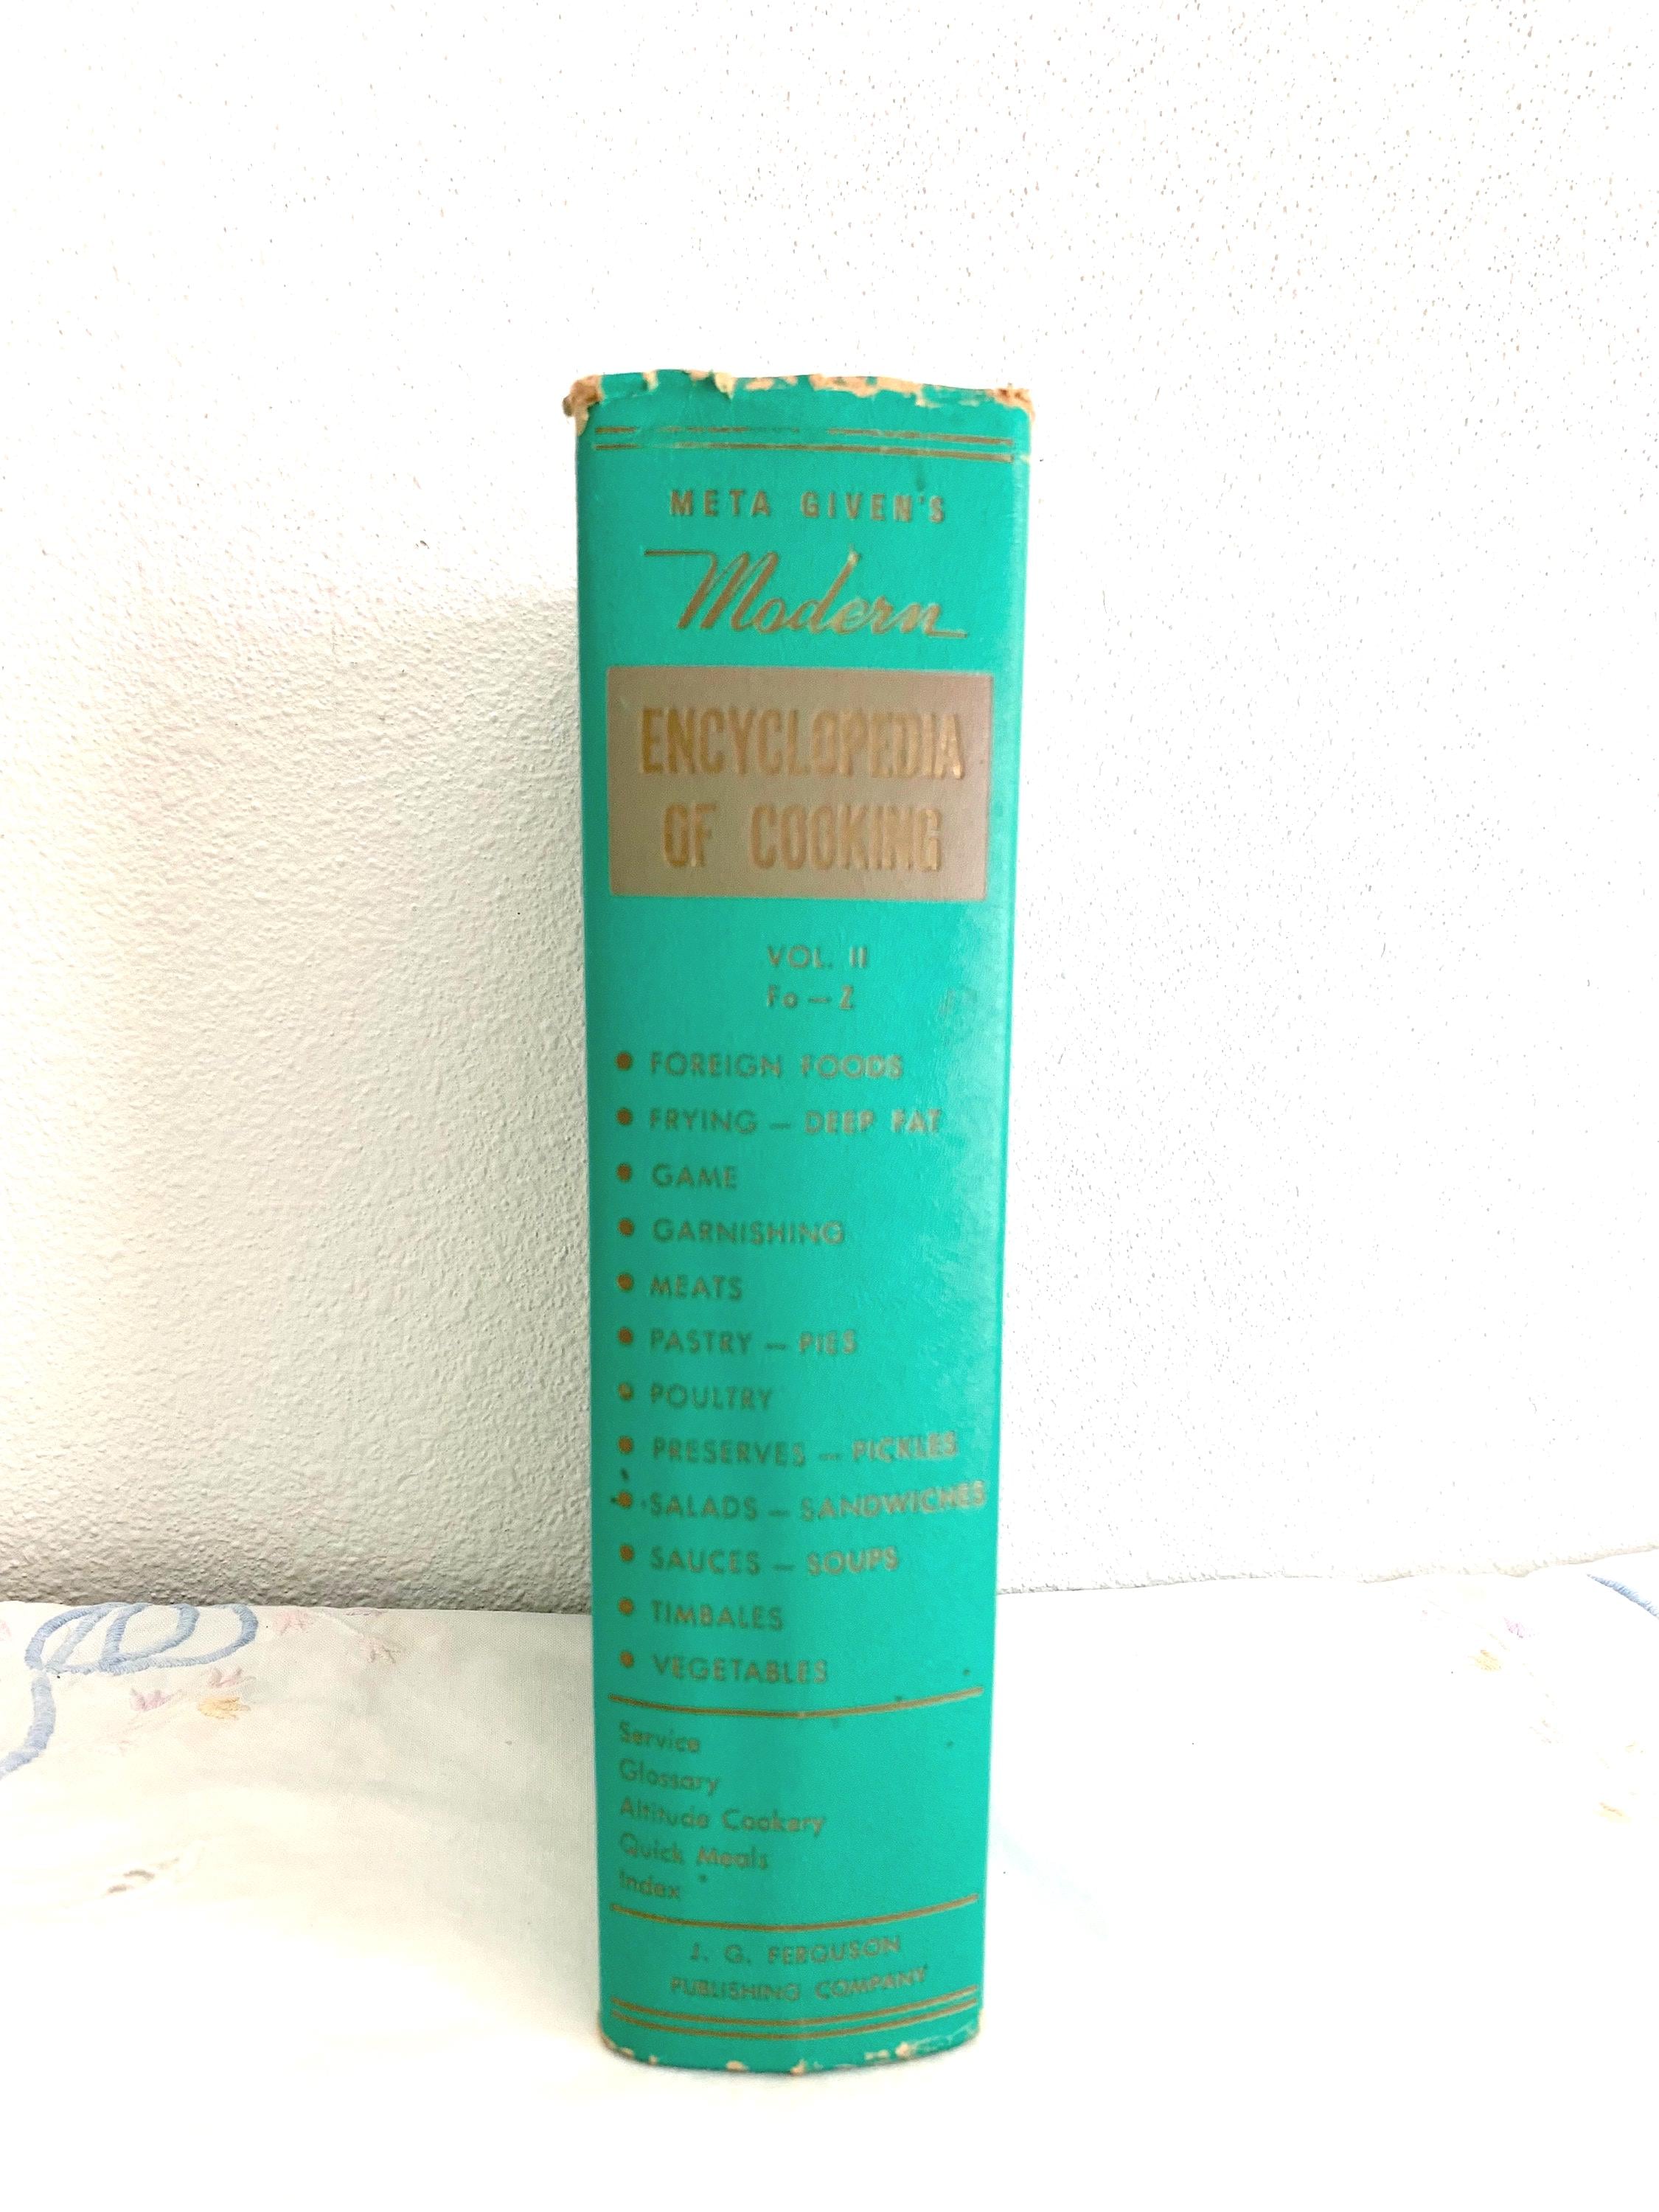 META GIVEN'S
Modern
ENCYCLOPEDIA
OF COOKING
VOL. II
Fo — Z
• FOREIGN FOODS
• FRYING — DEEP FAT
• GAME
• GARNISHING
• MEATS
• PASTRY — PIES
• POULTRY
• PRESERVES — PICKLES
• SALADS — SANDWICHES
• SAUCES — SOUPS
• TIMBALES
• VEGETABLES
Service
Glossary
Altitude Cookery
Quick Meals
Index
J. G. FERGUSON
PUBLISHING COMPANY